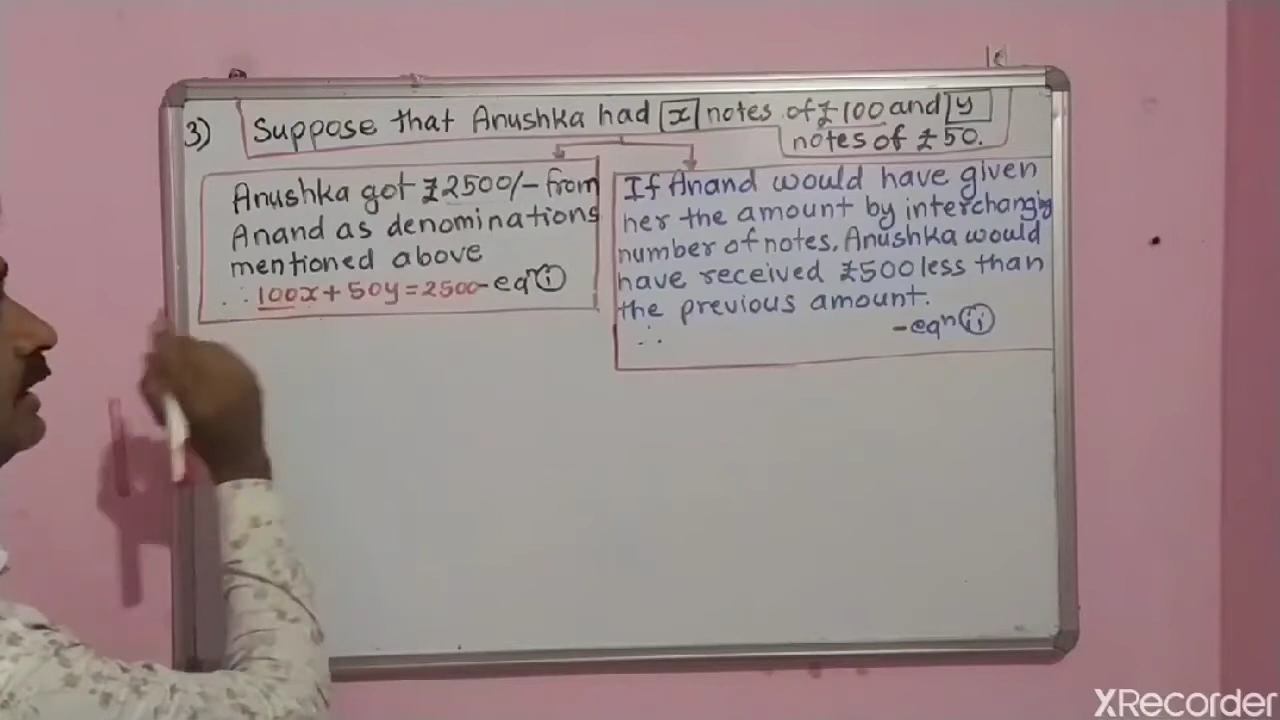 3) Suppose that Anushka had x notes of ₹100 and y
notes of ₹50.
Anushka got ₹2500/- from
Anand as denominations
mentioned above
∴ 100x + 50y = 2500 - eqⁿ (i)
If Anand would have given
her the amount by interchanging
number of notes, Anushka would
have received ₹500 less than
the previous amount.
- eqⁿ (ii)
∴
XRecorder